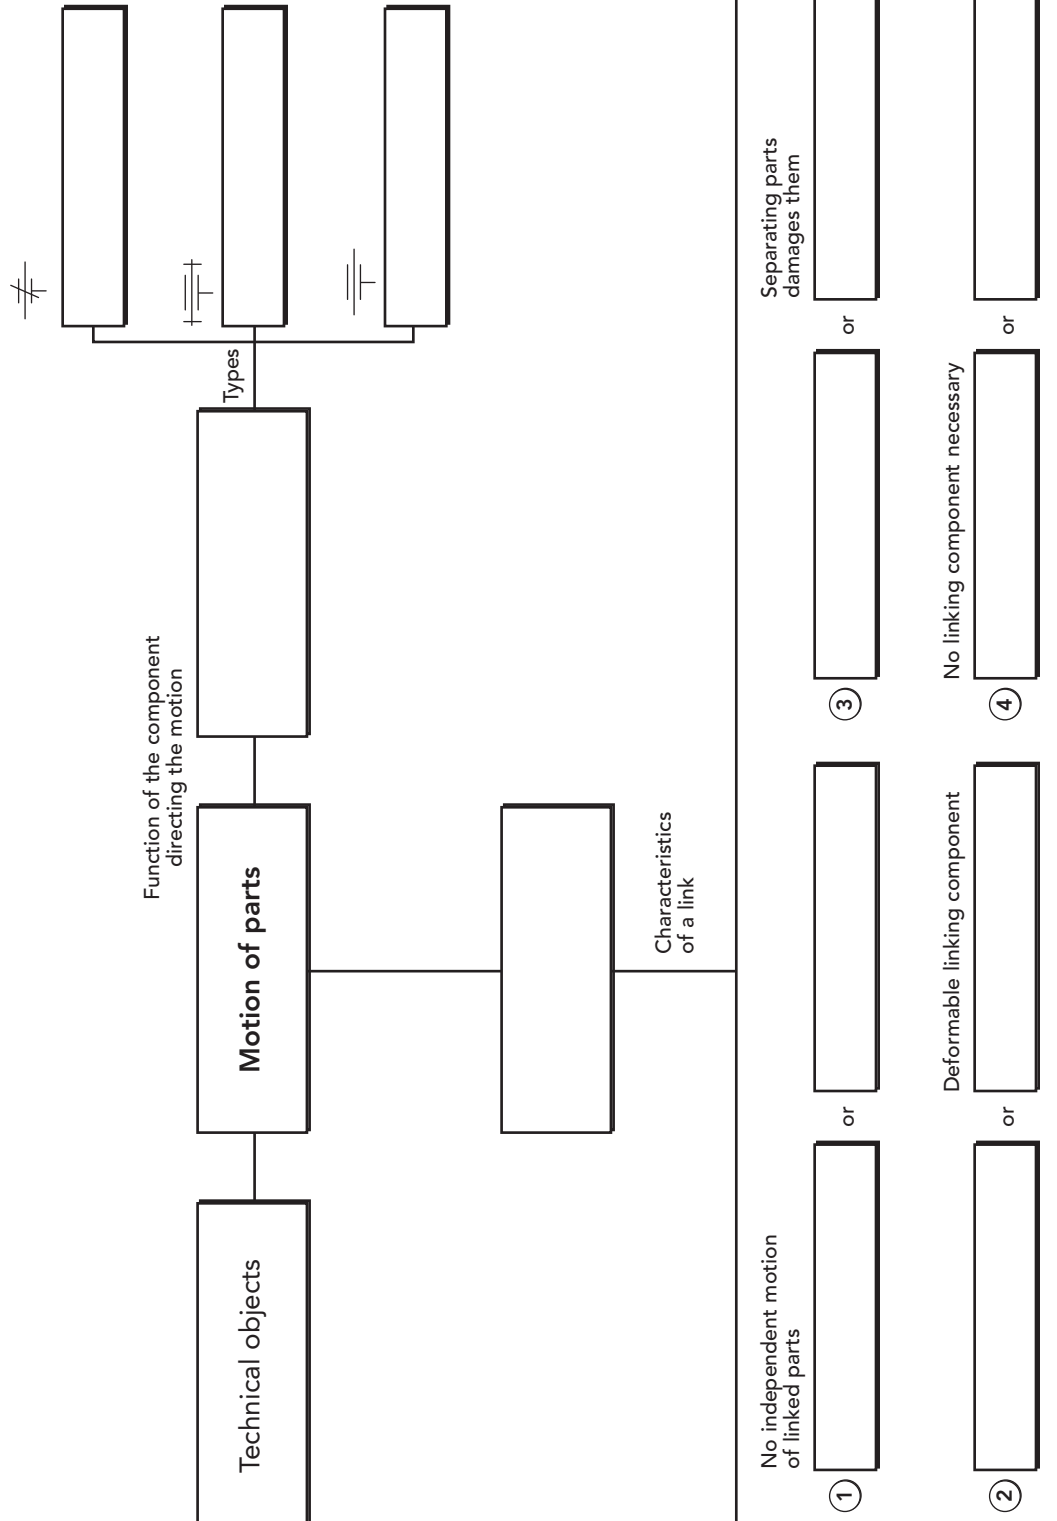 Function of the component
directing the motion
Technical objects
Motion of parts
Types
Characteristics
of a link
No independent motion
of linked parts
Separating parts
damages them
1
or
3
or
Deformable linking component
No linking component necessary
2
or
4
or